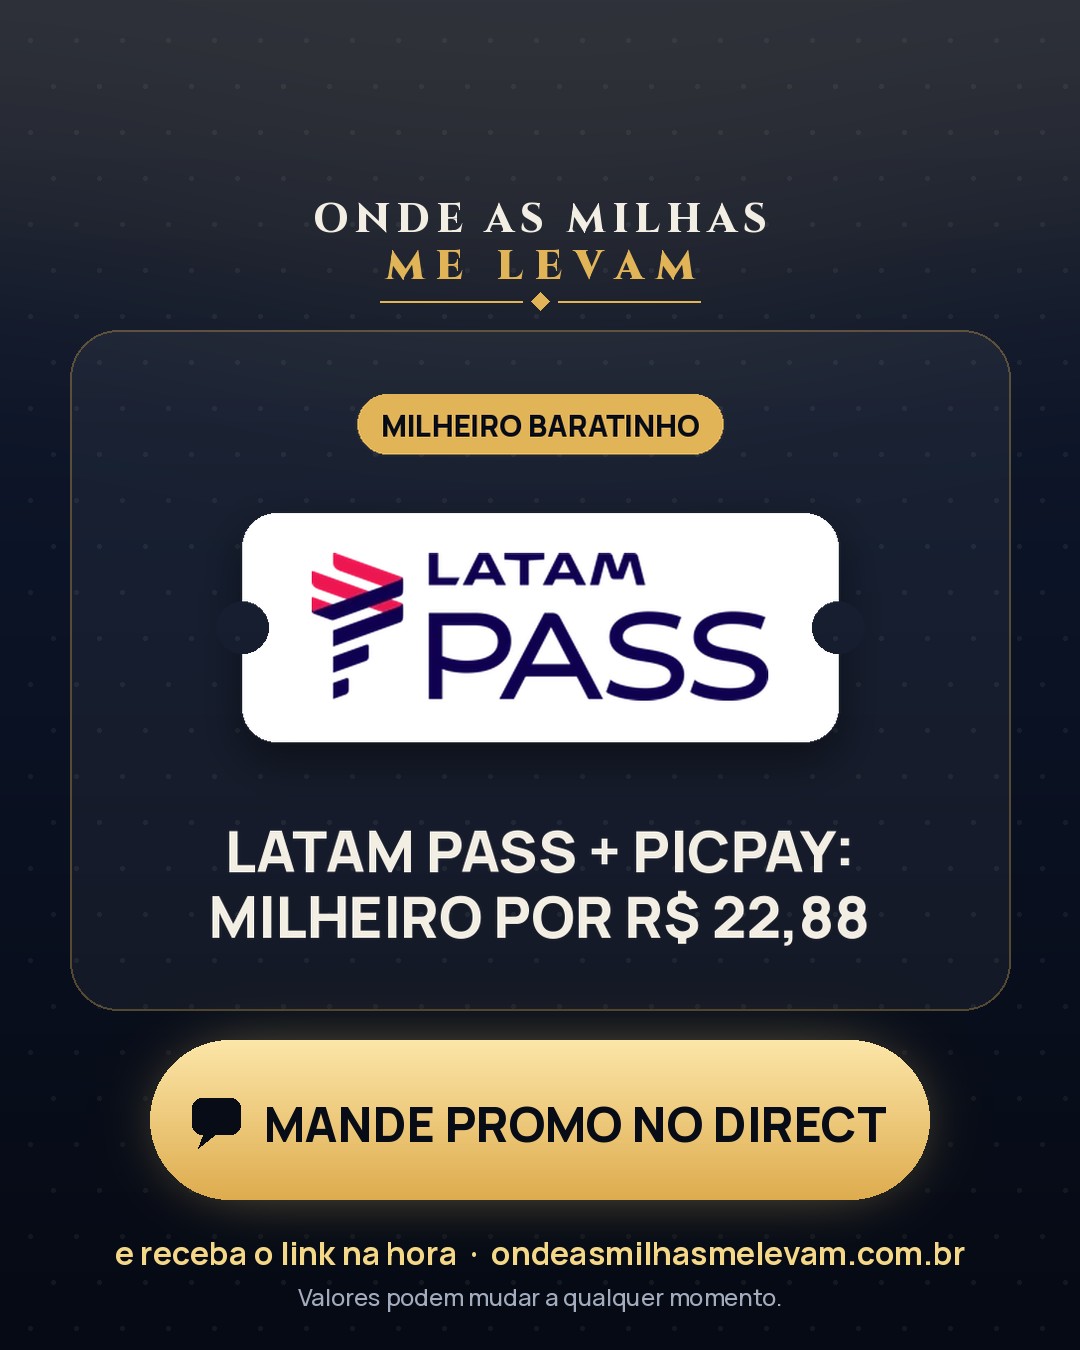 ONDE AS MILHAS
ME LEVAM
MILHEIRO BARATINHO
LATAM
PASS
LATAM PASS + PICPAY:
MILHEIRO POR R$ 22,88
MANDE PROMO NO DIRECT
e receba o link na hora · ondeasmilhasmelevam.com.br
Valores podem mudar a qualquer momento.